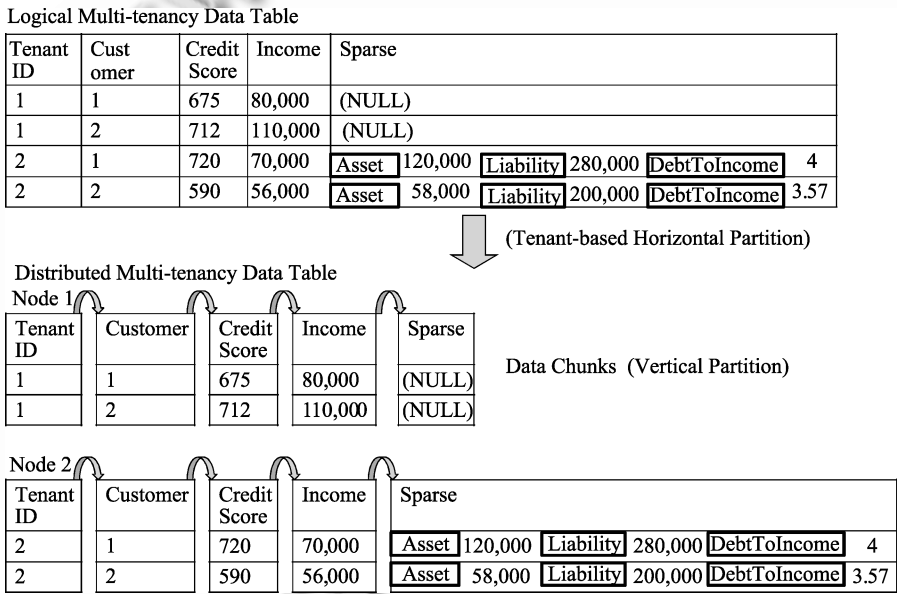 Logical Multi-tenancy Data Table
Tenant ID Cust omer Credit Score Income Sparse
1 1 675 80,000 (NULL)
1 2 712 110,000 (NULL)
2 1 720 70,000 Asset 120,000 Liability 280,000 DebtToIncome 4
2 2 590 56,000 Asset 58,000 Liability 200,000 DebtToIncome 3.57
(Tenant-based Horizontal Partition)
Distributed Multi-tenancy Data Table
Node 1
Tenant ID Customer Credit Score Income Sparse
1 1 675 80,000 (NULL)
1 2 712 110,000 (NULL)
Data Chunks (Vertical Partition)
Node 2
Tenant ID Customer Credit Score Income Sparse
2 1 720 70,000 Asset 120,000 Liability 280,000 DebtToIncome 4
2 2 590 56,000 Asset 58,000 Liability 200,000 DebtToIncome 3.57